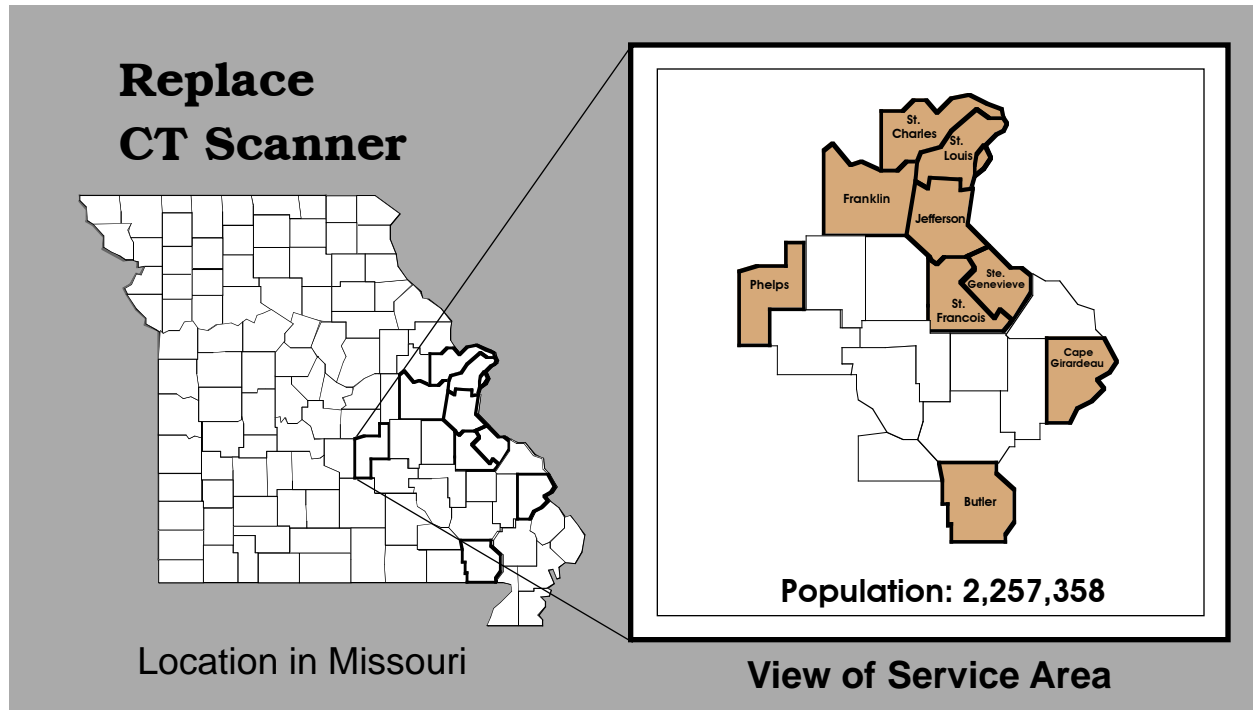 Replace
CT Scanner
Location in Missouri
St.
Charles
St.
Louis
Franklin
Jefferson
Phelps
Ste.
Genevieve
St.
Francois
Cape
Girardeau
Butler
Population: 2,257,358
View of Service Area